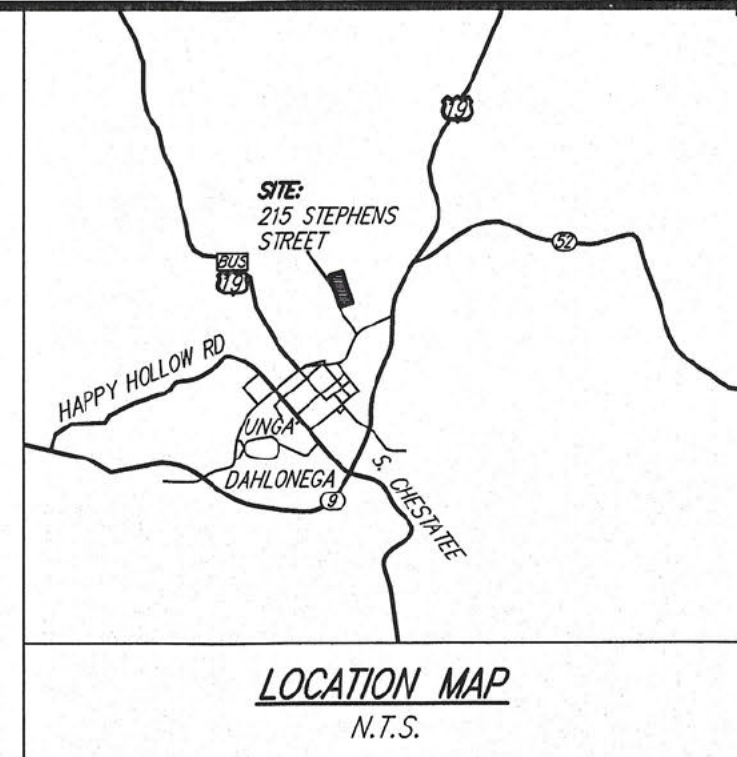 19
SITE:
215 STEPHENS
STREET
52
BUS
19
HAPPY HOLLOW RD
UNGA
DAHLONEGA
S. CHESTATEE
9
LOCATION MAP
N.T.S.